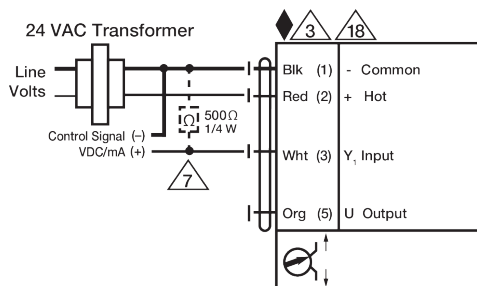 24 VAC Transformer
3
18
Line
Volts
Blk (1) - Common
Red (2) + Hot
Ω
500Ω
1/4 W
Control Signal (–)
VDC/mA (+)
Wht (3) Y1 Input
7
Org (5) U Output